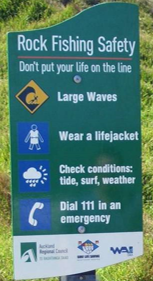 Rock Fishing Safety
Don't put your life on the line
Large Waves
Wear a lifejacket
Check conditions:
tide, surf, weather
Dial 111 in an
emergency
Auckland
Regional Council